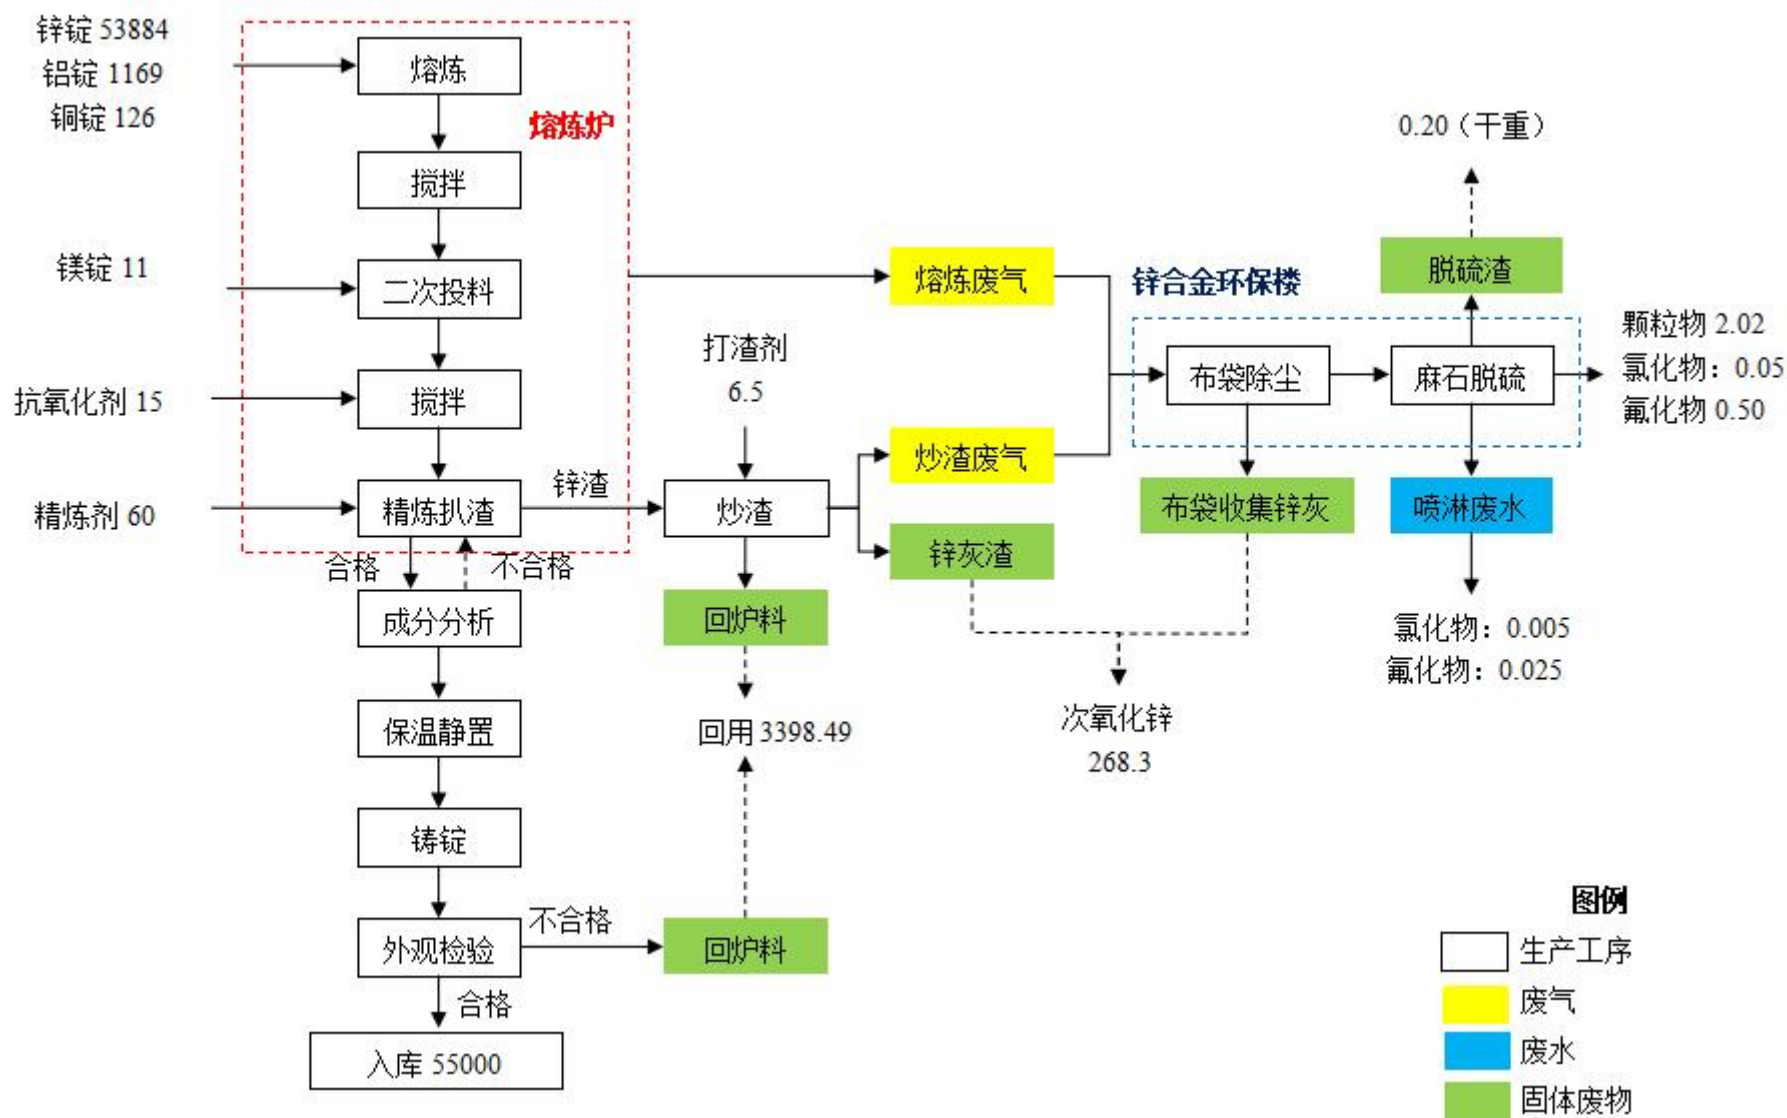 锌锭 53884
铝锭 1169
铜锭 126
熔炼
熔炼炉
搅拌
镁锭 11
二次投料
抗氧化剂 15
搅拌
精炼剂 60
精炼扒渣
锌渣
合格
不合格
成分分析
保温静置
铸锭
外观检验
不合格
合格
入库 55000
打渣剂
6.5
炒渣
回炉料
回用 3398.49
回炉料
熔炼废气
炒渣废气
锌灰渣
锌合金环保楼
布袋除尘
麻石脱硫
布袋收集锌灰
次氧化锌
268.3
0.20（干重）
脱硫渣
颗粒物 2.02
氯化物：0.05
氟化物 0.50
喷淋废水
氯化物：0.005
氟化物：0.025
图例
生产工序
废气
废水
固体废物